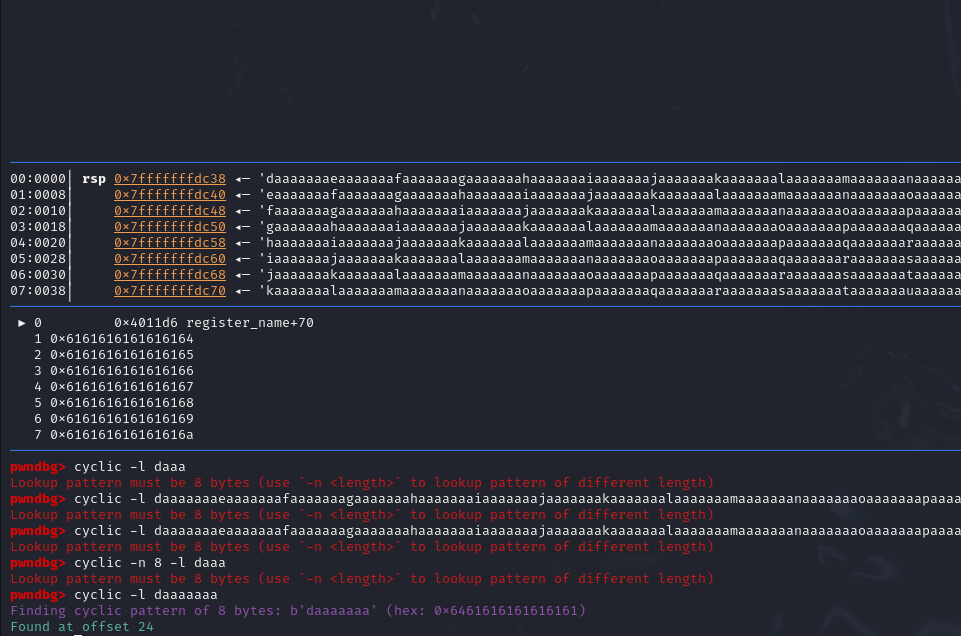 00:0000│ rsp 0×7fffffffdc38 ◂— 'daaaaaaaeaaaaaaafaaaaaaagaaaaaaahaaaaaaaiaaaaaaajaaaaaaakaaaaaaalaaaaaaamaaaaaaanaaaaaa
01:0008│     0×7fffffffdc40 ◂— 'eaaaaaaafaaaaaaagaaaaaaahaaaaaaaiaaaaaaajaaaaaaakaaaaaaalaaaaaaamaaaaaaanaaaaaaaoaaaaaa
02:0010│     0×7fffffffdc48 ◂— 'faaaaaaagaaaaaaahaaaaaaaiaaaaaaajaaaaaaakaaaaaaalaaaaaaamaaaaaaanaaaaaaaoaaaaaaapaaaaaa
03:0018│     0×7fffffffdc50 ◂— 'gaaaaaaahaaaaaaaiaaaaaaajaaaaaaakaaaaaaalaaaaaaamaaaaaaanaaaaaaaoaaaaaaapaaaaaaaqaaaaaa
04:0020│     0×7fffffffdc58 ◂— 'haaaaaaaiaaaaaaajaaaaaaakaaaaaaalaaaaaaamaaaaaaanaaaaaaaoaaaaaaapaaaaaaaqaaaaaaaraaaaaa
05:0028│     0×7fffffffdc60 ◂— 'iaaaaaaajaaaaaaakaaaaaaalaaaaaaamaaaaaaanaaaaaaaoaaaaaaapaaaaaaaqaaaaaaaraaaaaaasaaaaaa
06:0030│     0×7fffffffdc68 ◂— 'jaaaaaaakaaaaaaalaaaaaaamaaaaaaanaaaaaaaoaaaaaaapaaaaaaaqaaaaaaaraaaaaaasaaaaaaataaaaaa
07:0038│     0×7fffffffdc70 ◂— 'kaaaaaaalaaaaaaamaaaaaaanaaaaaaaoaaaaaaapaaaaaaaqaaaaaaaraaaaaaasaaaaaaataaaaaaauaaaaaa
► 0         0×4011d6 register_name+70
1 0×6161616161616164
2 0×6161616161616165
3 0×6161616161616166
4 0×6161616161616167
5 0×6161616161616168
6 0×6161616161616169
7 0×616161616161616a
pwndbg> cyclic -l daaa
Lookup pattern must be 8 bytes (use `-n <length>` to lookup pattern of different length)
pwndbg> cyclic -l daaaaaaaeaaaaaaafaaaaaaagaaaaaaahaaaaaaaiaaaaaaajaaaaaaakaaaaaaalaaaaaaamaaaaaaanaaaaaaaoaaaaaaapaaaa
Lookup pattern must be 8 bytes (use `-n <length>` to lookup pattern of different length)
pwndbg> cyclic -l daaaaaaaeaaaaaaafaaaaaaagaaaaaaahaaaaaaaiaaaaaaajaaaaaaakaaaaaaalaaaaaaamaaaaaaanaaaaaaaoaaaaaaapaaaa
Lookup pattern must be 8 bytes (use `-n <length>` to lookup pattern of different length)
pwndbg> cyclic -n 8 -l daaa
Lookup pattern must be 8 bytes (use `-n <length>` to lookup pattern of different length)
pwndbg> cyclic -l daaaaaaa
Finding cyclic pattern of 8 bytes: b'daaaaaaa' (hex: 0×6461616161616161)
Found at offset 24